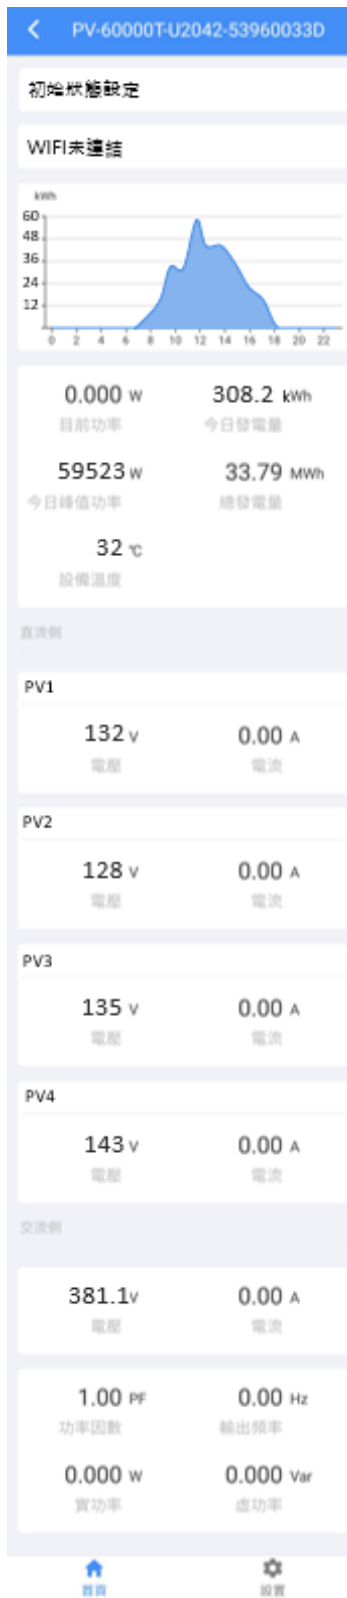 PV-60000T-U2042-53960033D
初始狀態設定
WIFI未連結
kWh
60
48
36
24
12
0 2 4 6 8 10 12 14 16 18 20 22
0.000 W 308.2 kWh
目前功率 今日發電量
59523 W 33.79 MWh
今日峰值功率 總發電量
32 ℃
設備溫度
直流側
PV1
132 V 0.00 A
電壓 電流
PV2
128 V 0.00 A
電壓 電流
PV3
135 V 0.00 A
電壓 電流
PV4
143 V 0.00 A
電壓 電流
交流側
381.1V 0.00 A
電壓 電流
1.00 PF 0.00 Hz
功率因數 輸出頻率
0.000 W 0.000 Var
實功率 虛功率
首頁 設置